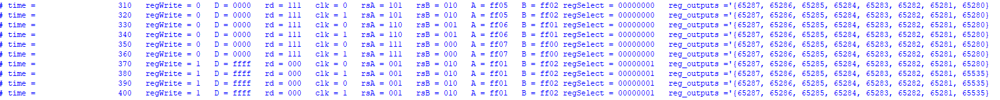 # time = 310 regWrite = 0 D = 0000 rd = 111 clk = 0 rsA = 101 rsB = 010 A = ff05 B = ff02 regSelect = 00000000 reg_outputs ='{65287, 65286, 65285, 65284, 65283, 65282, 65281, 65280}
# time = 320 regWrite = 0 D = 0000 rd = 111 clk = 1 rsA = 101 rsB = 010 A = ff05 B = ff02 regSelect = 00000000 reg_outputs ='{65287, 65286, 65285, 65284, 65283, 65282, 65281, 65280}
# time = 330 regWrite = 0 D = 0000 rd = 111 clk = 0 rsA = 110 rsB = 001 A = ff06 B = ff01 regSelect = 00000000 reg_outputs ='{65287, 65286, 65285, 65284, 65283, 65282, 65281, 65280}
# time = 340 regWrite = 0 D = 0000 rd = 111 clk = 1 rsA = 110 rsB = 001 A = ff06 B = ff01 regSelect = 00000000 reg_outputs ='{65287, 65286, 65285, 65284, 65283, 65282, 65281, 65280}
# time = 350 regWrite = 0 D = 0000 rd = 111 clk = 0 rsA = 111 rsB = 000 A = ff07 B = ff00 regSelect = 00000000 reg_outputs ='{65287, 65286, 65285, 65284, 65283, 65282, 65281, 65280}
# time = 360 regWrite = 0 D = 0000 rd = 111 clk = 1 rsA = 111 rsB = 000 A = ff07 B = ff00 regSelect = 00000000 reg_outputs ='{65287, 65286, 65285, 65284, 65283, 65282, 65281, 65280}
# time = 370 regWrite = 1 D = ffff rd = 000 clk = 0 rsA = 001 rsB = 010 A = ff01 B = ff02 regSelect = 00000001 reg_outputs ='{65287, 65286, 65285, 65284, 65283, 65282, 65281, 65280}
# time = 380 regWrite = 1 D = ffff rd = 000 clk = 1 rsA = 001 rsB = 010 A = ff01 B = ff02 regSelect = 00000001 reg_outputs ='{65287, 65286, 65285, 65284, 65283, 65282, 65281, 65535}
# time = 390 regWrite = 1 D = ffff rd = 000 clk = 0 rsA = 001 rsB = 010 A = ff01 B = ff02 regSelect = 00000001 reg_outputs ='{65287, 65286, 65285, 65284, 65283, 65282, 65281, 65535}
# time = 400 regWrite = 1 D = ffff rd = 000 clk = 1 rsA = 001 rsB = 010 A = ff01 B = ff02 regSelect = 00000001 reg_outputs ='{65287, 65286, 65285, 65284, 65283, 65282, 65281, 65535}